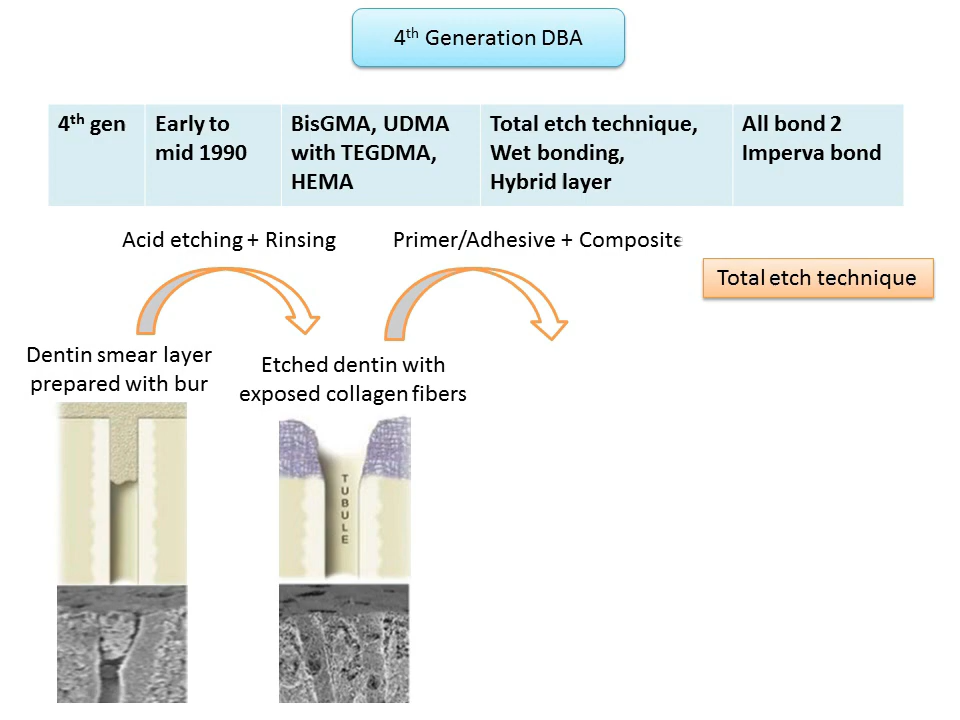 4th Generation DBA
4th gen
Early to
mid 1990
BisGMA, UDMA
with TEGDMA,
HEMA
Total etch technique,
Wet bonding,
Hybrid layer
All bond 2
Imperva bond
Acid etching + Rinsing
Primer/Adhesive + Composite
Total etch technique
Dentin smear layer
prepared with bur
Etched dentin with
exposed collagen fibers
TUBULE